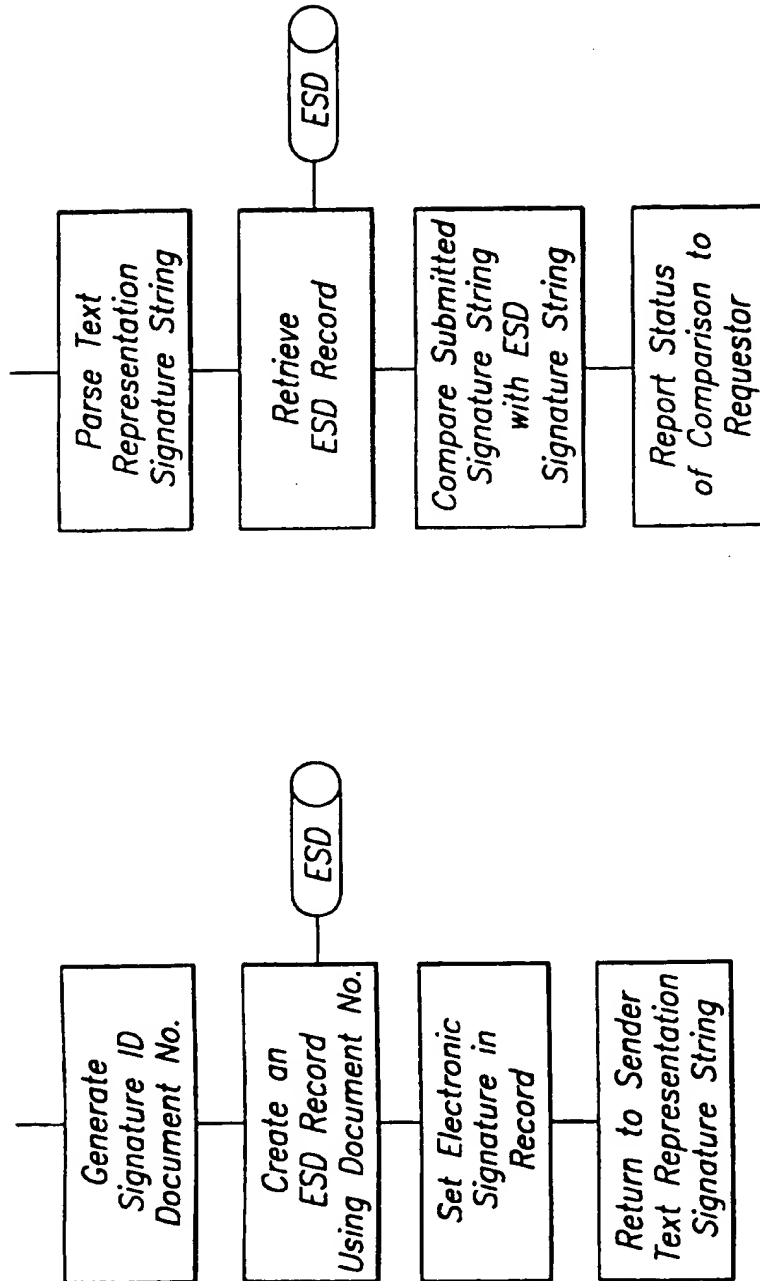 Generate
Signature ID
Document No.
Create an
ESD Record
Using Document No.
ESD
Set Electronic
Signature in
Record
Return to Sender
Text Representation
Signature String
Parse Text
Representation
Signature String
Retrieve
ESD Record
ESD
Compare Submitted
Signature String
with ESD
Signature String
Report Status
of Comparison to
Requestor